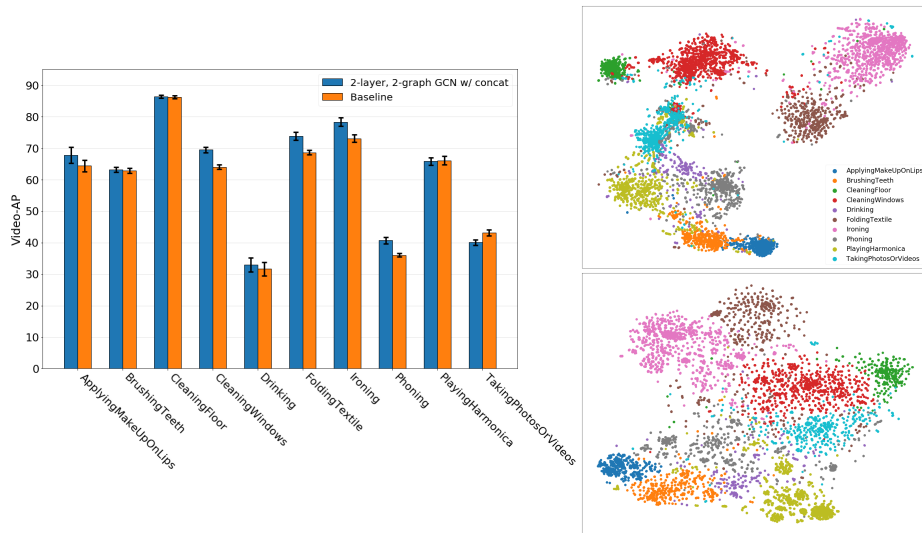 90
80
70
60
50
40
30
20
10
0
Video-AP
2-layer, 2-graph GCN w/ concat
Baseline
ApplyingMakeUpOnLips
BrushingTeeth
CleaningFloor
CleaningWindows
Drinking
FoldingTextile
Ironing
Phoning
PlayingHarmonica
TakingPhotosOrVideos
ApplyingMakeUpOnLips
BrushingTeeth
CleaningFloor
CleaningWindows
Drinking
FoldingTextile
Ironing
Phoning
PlayingHarmonica
TakingPhotosOrVideos